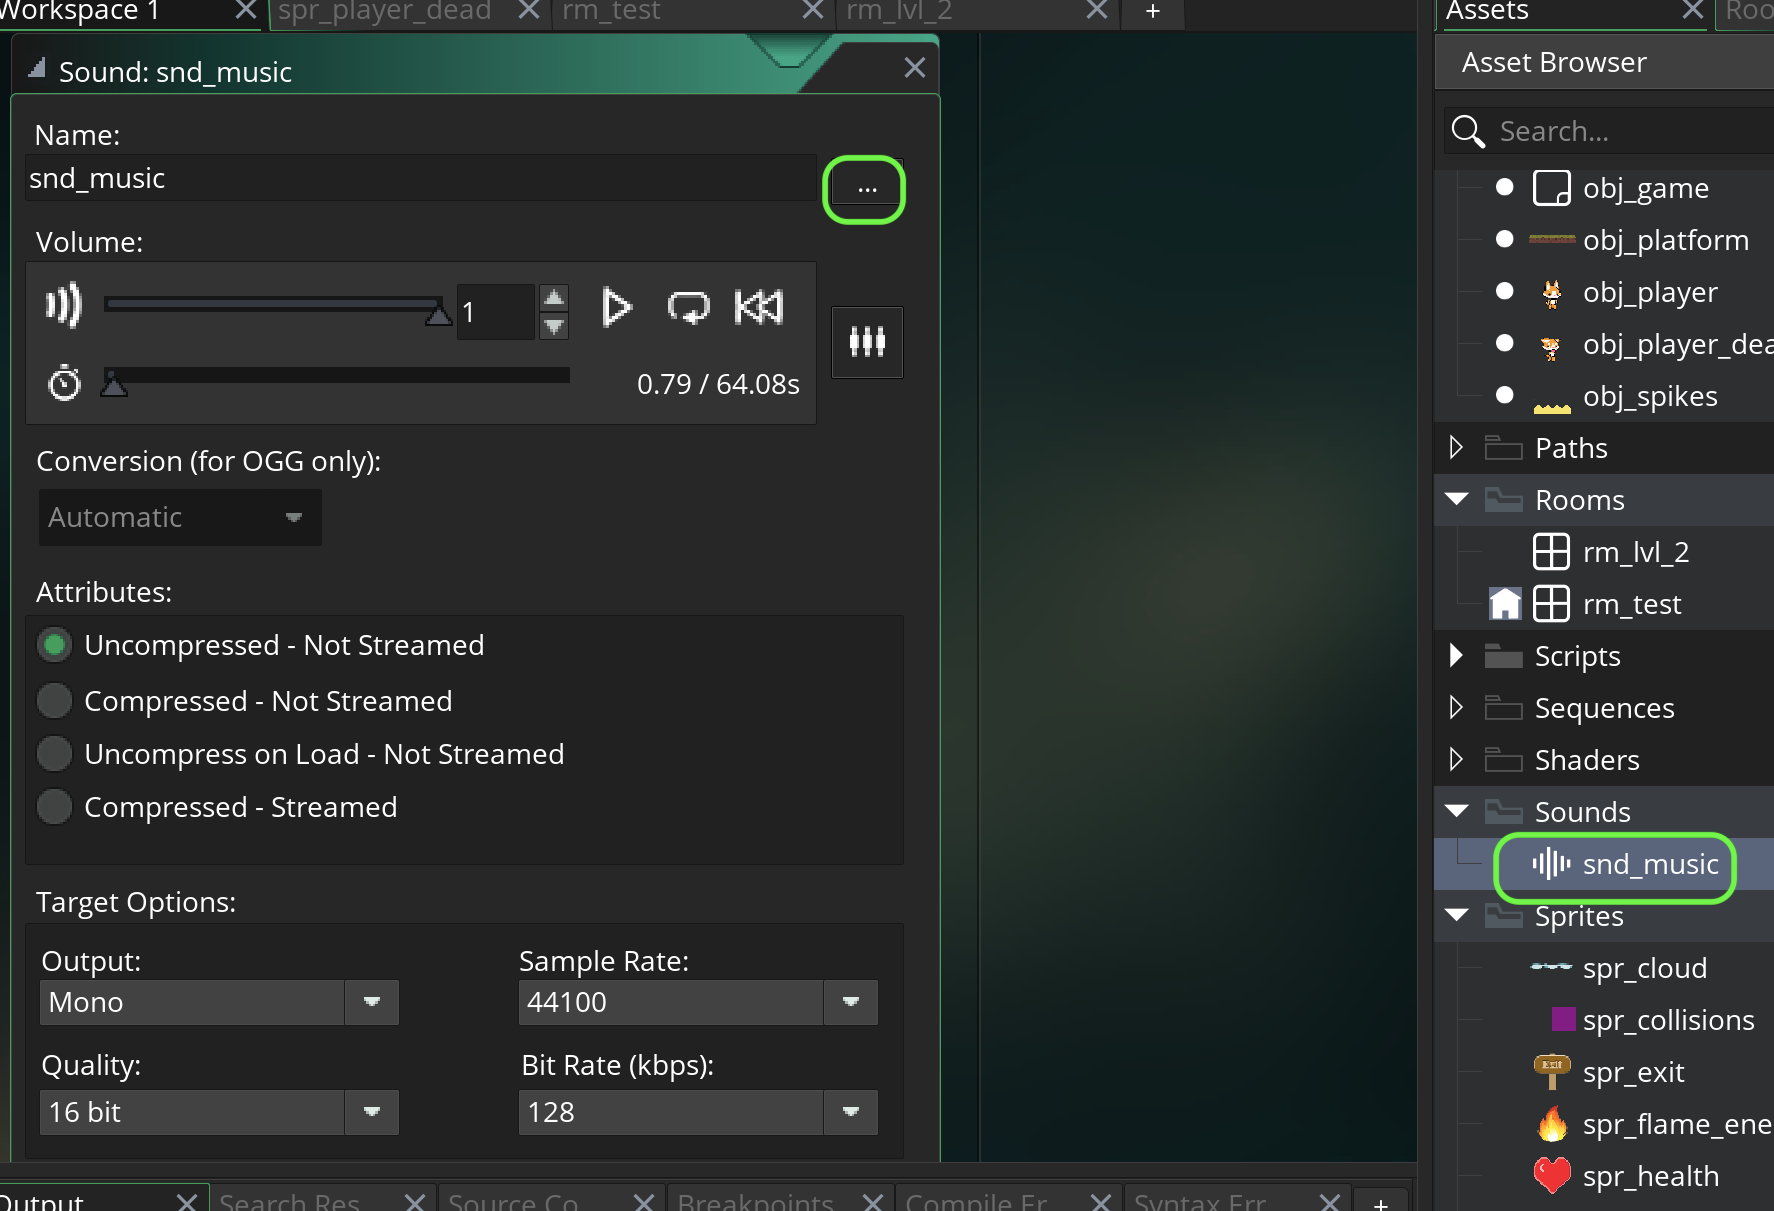 Workspace 1
spr_player_dead
rm_test
rm_lvl_2
+
Assets
Roo
Sound: snd_music
Asset Browser
Name:
Search...
snd_music
...
Volume:
1
0.79 / 64.08s
Conversion (for OGG only):
Automatic
Attributes:
Uncompressed - Not Streamed
Compressed - Not Streamed
Uncompress on Load - Not Streamed
Compressed - Streamed
Target Options:
Output:
Sample Rate:
Mono
44100
Quality:
Bit Rate (kbps):
16 bit
128
obj_game
obj_platform
obj_player
obj_player_dea
obj_spikes
Paths
Rooms
rm_lvl_2
rm_test
Scripts
Sequences
Shaders
Sounds
snd_music
Sprites
spr_cloud
spr_collisions
spr_exit
spr_flame_ene
spr_health
Output
Search Res
Source Co
Breakpoints
Compile Er
Syntax Err
+